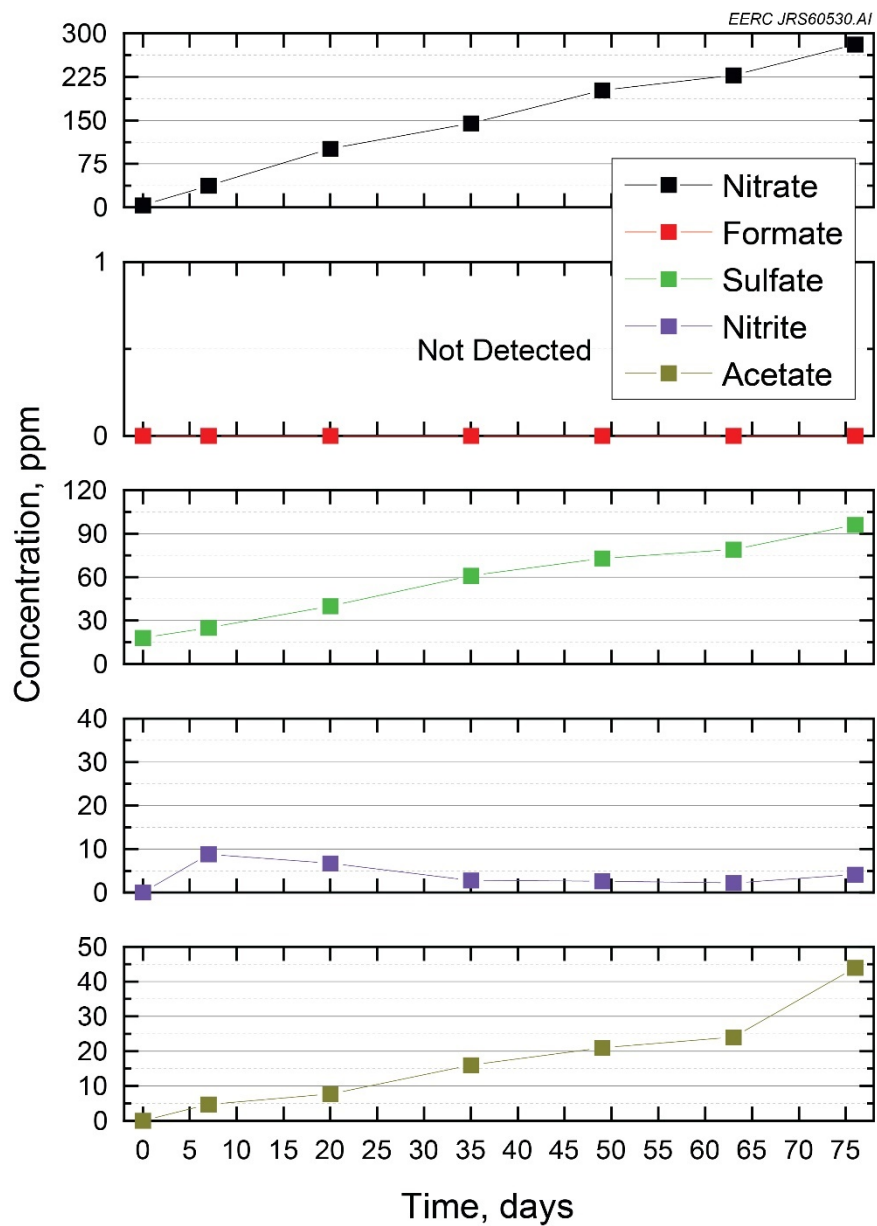 EERC JRS60530.AI
300
225
150
75
0
Nitrate
Formate
Sulfate
Nitrite
Acetate
1
Not Detected
0
Concentration, ppm
120
90
60
30
0
40
30
20
10
0
50
40
30
20
10
0
0 5 10 15 20 25 30 35 40 45 50 55 60 65 70 75
Time, days